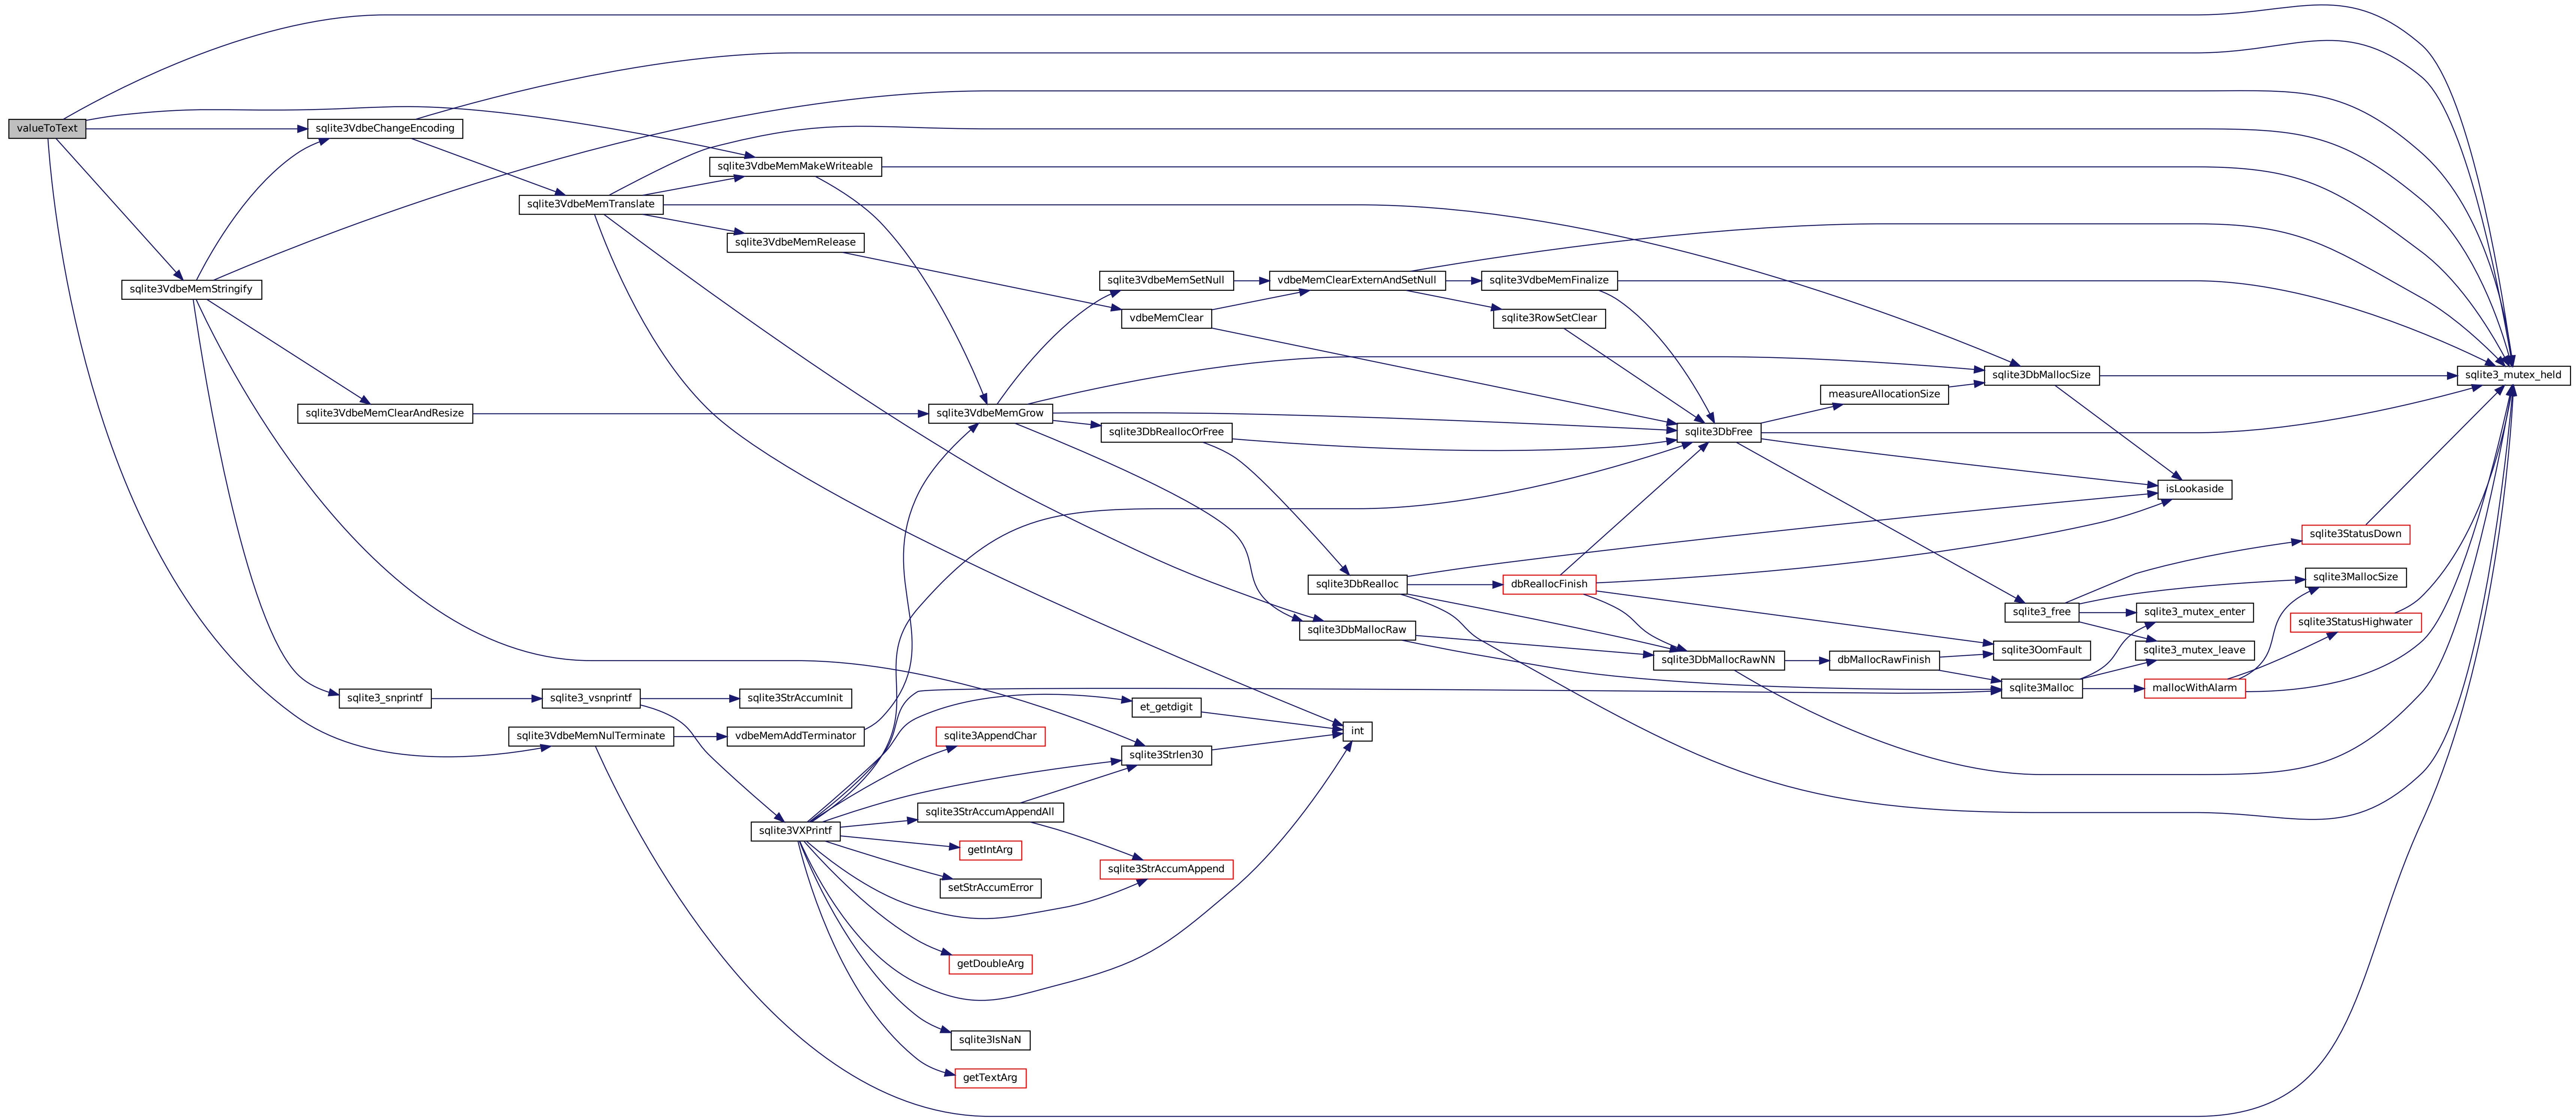 valueToText
sqlite3VdbeChangeEncoding
sqlite3VdbeMemMakeWriteable
sqlite3VdbeMemTranslate
sqlite3VdbeMemRelease
sqlite3VdbeMemStringify
sqlite3VdbeMemSetNull
vdbeMemClearExternAndSetNull
sqlite3VdbeMemFinalize
vdbeMemClear
sqlite3RowSetClear
sqlite3DbMallocSize
sqlite3_mutex_held
measureAllocationSize
sqlite3VdbeMemClearAndResize
sqlite3VdbeMemGrow
sqlite3DbReallocOrFree
sqlite3DbFree
isLookaside
sqlite3StatusDown
sqlite3DbRealloc
dbReallocFinish
sqlite3MallocSize
sqlite3_free
sqlite3_mutex_enter
sqlite3StatusHighwater
sqlite3DbMallocRaw
sqlite3OomFault
sqlite3_mutex_leave
sqlite3DbMallocRawNN
dbMallocRawFinish
sqlite3Malloc
mallocWithAlarm
sqlite3_snprintf
sqlite3_vsnprintf
sqlite3StrAccumInit
et_getdigit
sqlite3VdbeMemNulTerminate
vdbeMemAddTerminator
sqlite3AppendChar
int
sqlite3Strlen30
sqlite3StrAccumAppendAll
sqlite3VXPrintf
getIntArg
sqlite3StrAccumAppend
setStrAccumError
getDoubleArg
sqlite3IsNaN
getTextArg